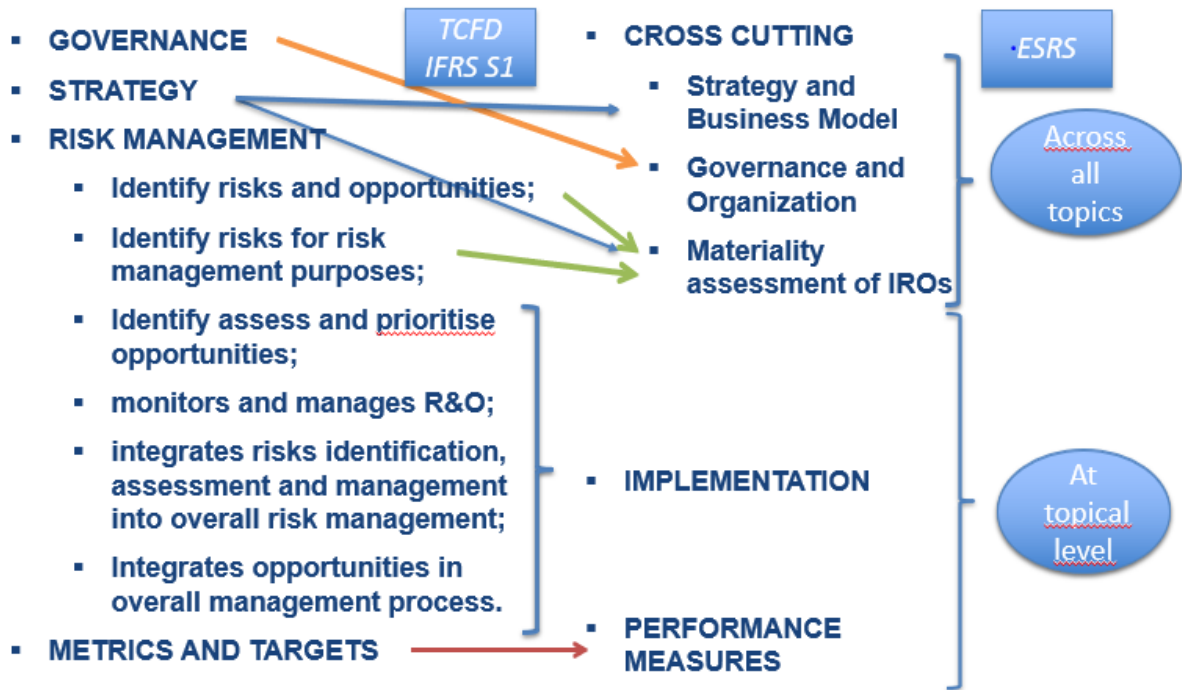 ▪ GOVERNANCE
▪ STRATEGY
▪ RISK MANAGEMENT
▪ Identify risks and opportunities;
▪ Identify risks for risk
management purposes;
▪ Identify assess and prioritise
opportunities;
▪ monitors and manages R&O;
▪ integrates risks identification,
assessment and management
into overall risk management;
▪ Integrates opportunities in
overall management process.
▪ METRICS AND TARGETS
TCFD
IFRS S1
▪ CROSS CUTTING
▪ Strategy and
Business Model
▪ Governance and
Organization
▪ Materiality
assessment of IROs
▪ IMPLEMENTATION
▪ PERFORMANCE
MEASURES
·ESRS
Across
all
topics
At
topical
level